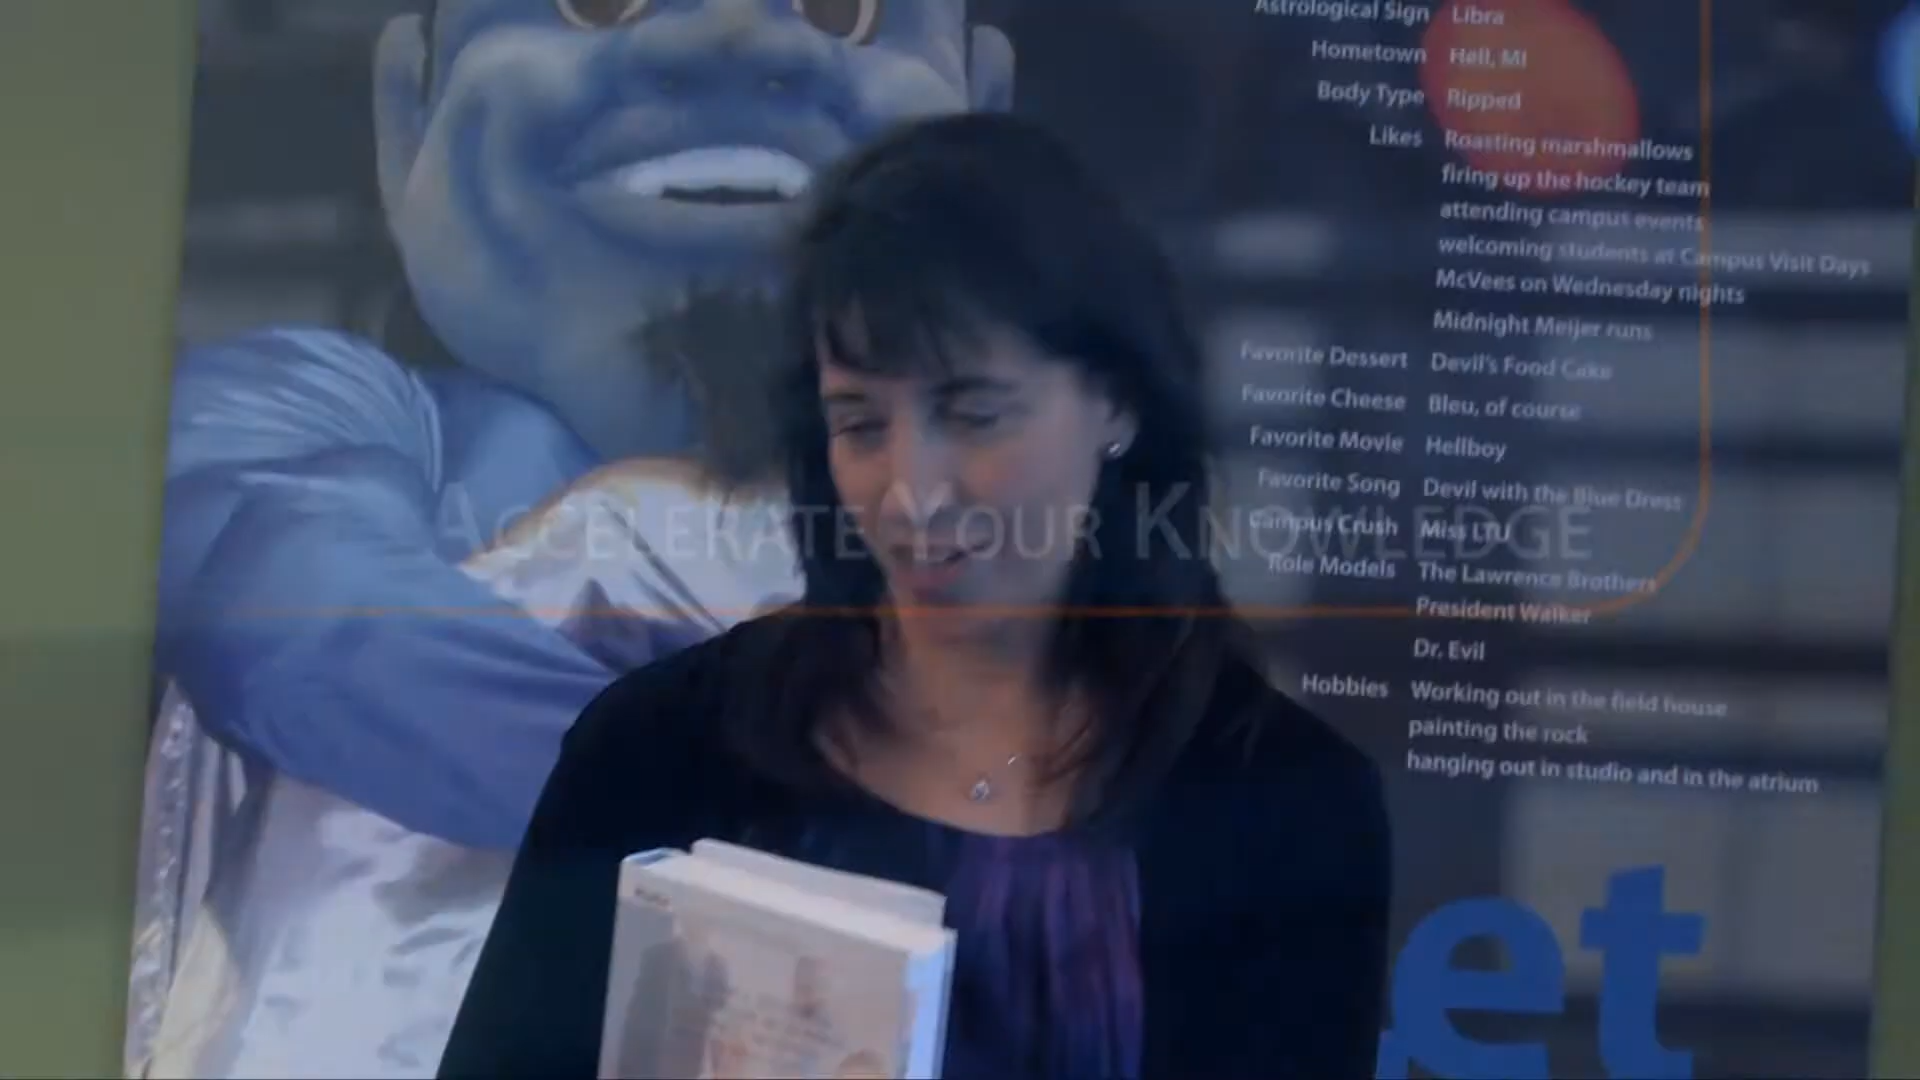 Astrological Sign Libra
Hometown Hell, MI
Body Type Ripped
Likes Roasting marshmallows
firing up the hockey team
attending campus events
welcoming students at Campus Visit Days
McVees on Wednesday nights
Midnight Meijer runs
Favorite Dessert Devil's Food Cake
Favorite Cheese Bleu, of course
Favorite Movie Hellboy
Favorite Song Devil with the Blue Dress
ACCELERATE YOUR KNOWLEDGE
Campus Crush Miss LTU
Role Models The Lawrence Brothers
President Walker
Dr. Evil
Hobbies Working out in the field house
painting the rock
hanging out in studio and in the atrium
et